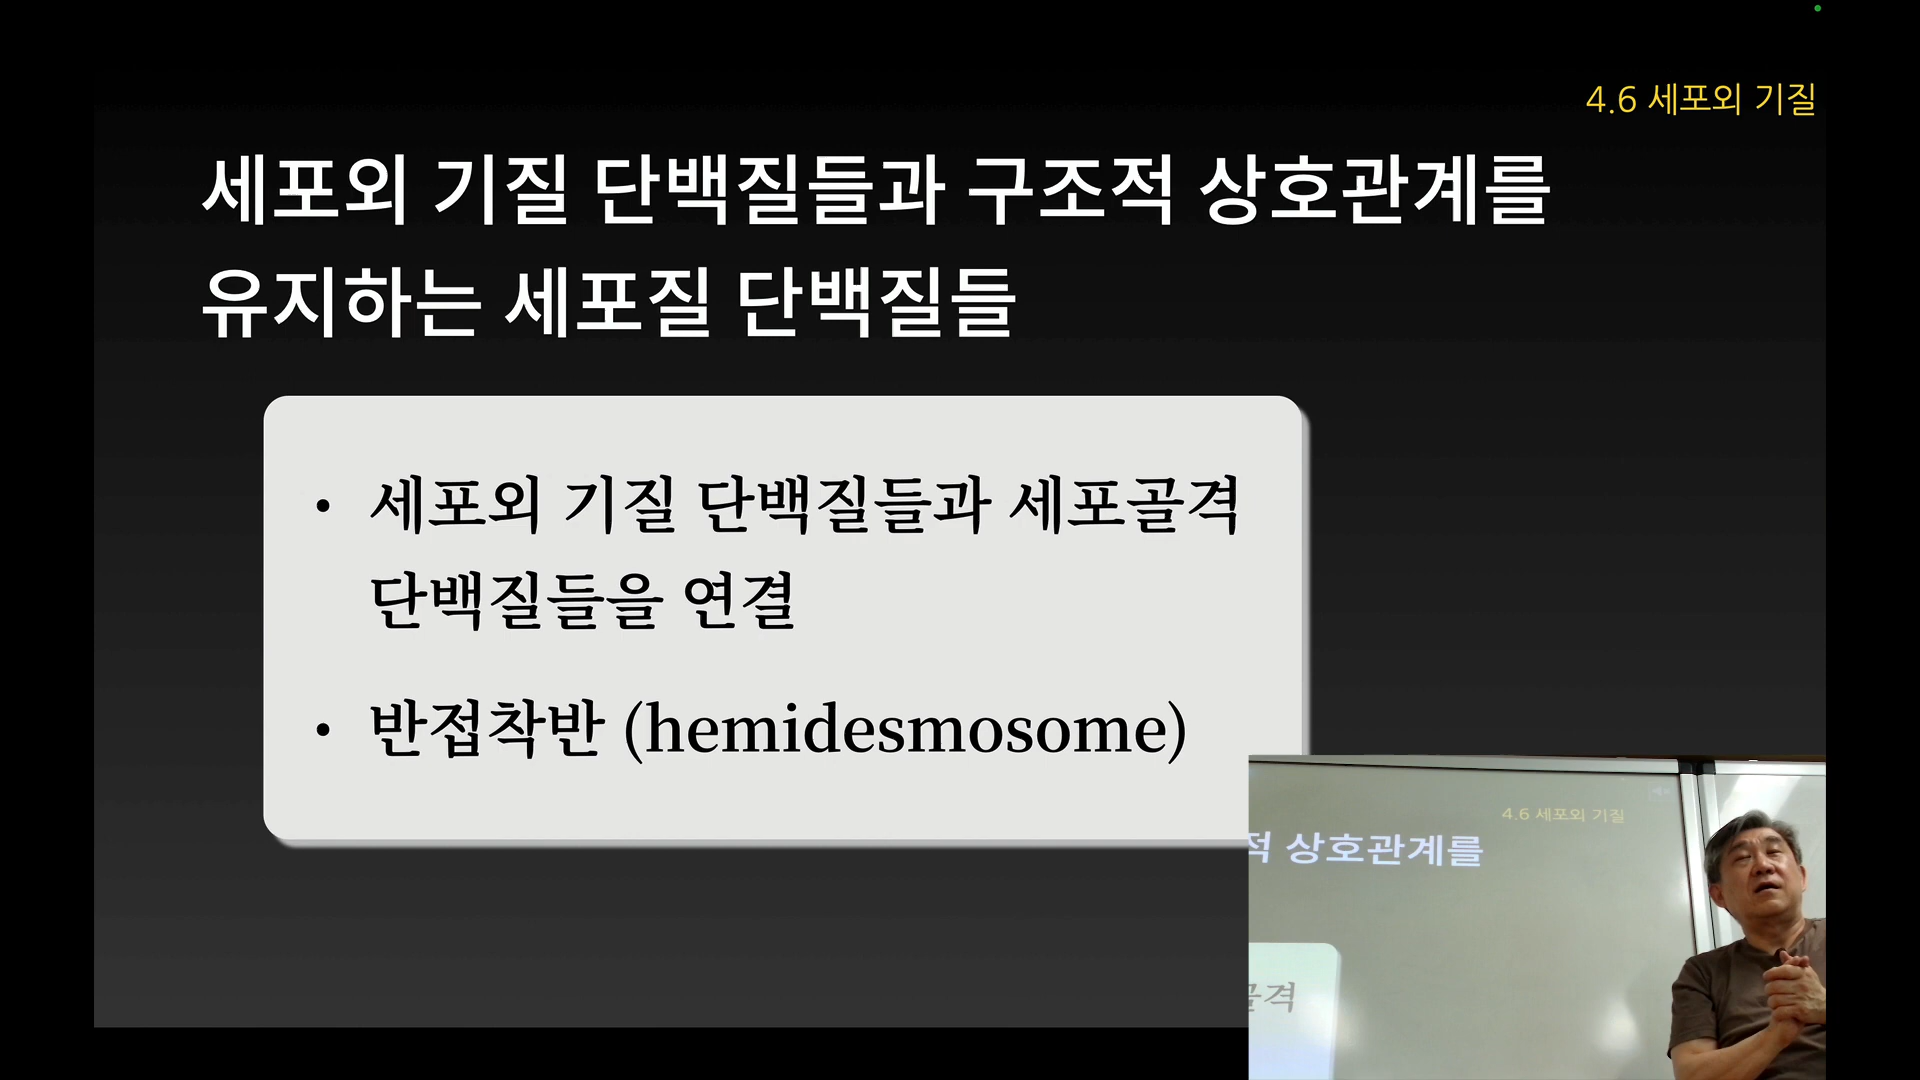 4.6 세포외 기질
세포외 기질 단백질들과 구조적 상호관계를
유지하는 세포질 단백질들
• 세포외 기질 단백질들과 세포골격
단백질들을 연결
• 반접착반 (hemidesmosome)
4.6 세포외 기질
적 상호관계를
골격